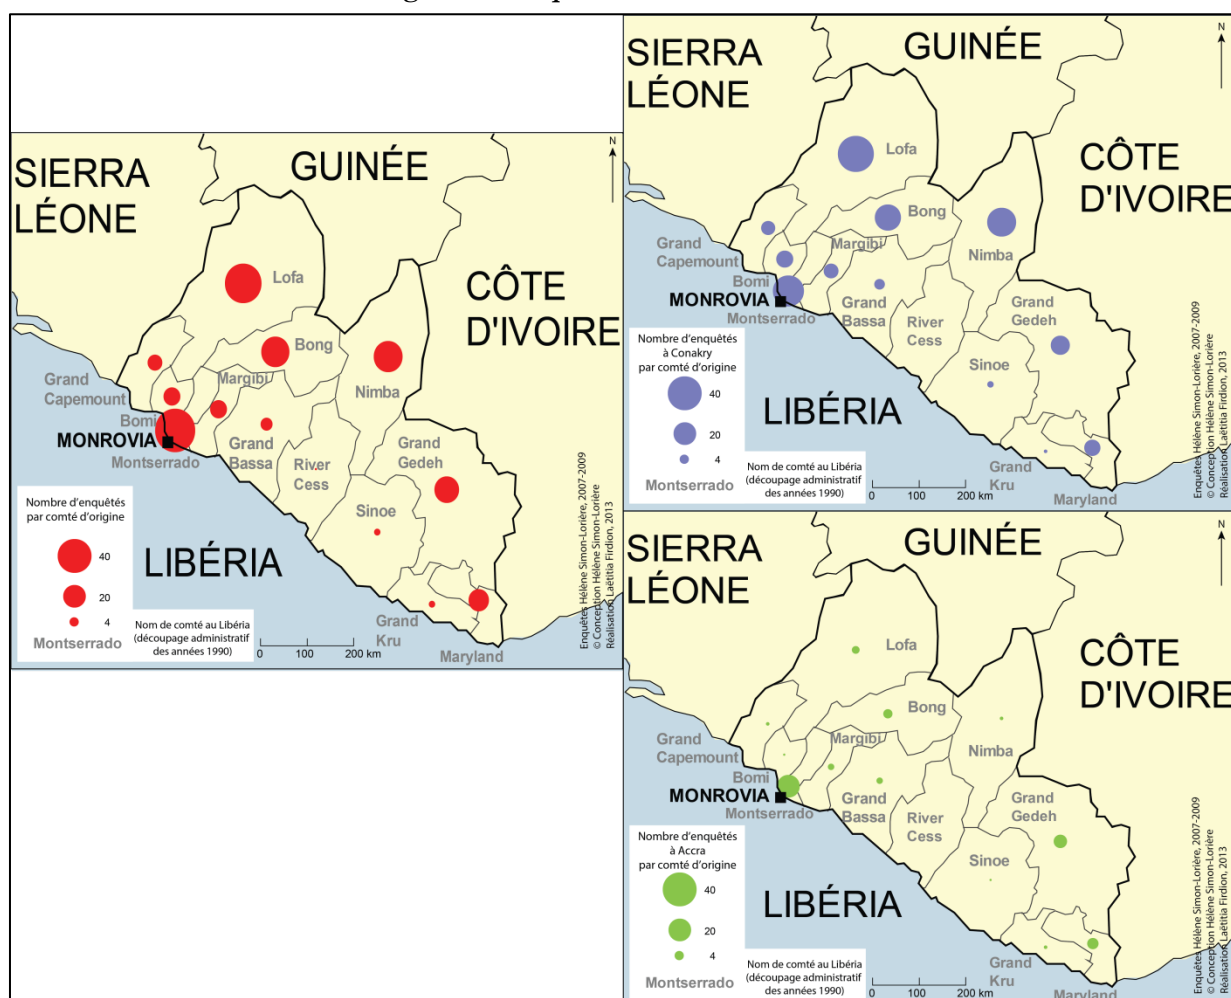 SIERRA
LÉONE
GUINÉE
CÔTE
D'IVOIRE
N
Lofa
Bong
Nimba
Margibi
Grand
Capemount
Bomi
MONROVIA
Montserrado
Grand
Bassa
River
Cess
Grand
Gedeh
Sinoe
Grand
Kru
Maryland
LIBÉRIA
Nombre d'enquêtés
par comté d'origine
40
20
4
Montserrado
Nom de comté au Libéria
(découpage administratif
des années 1990)
0 100 200 km
Enquêtes Hélène Simon-Lorière, 2007-2009
© Conception Hélène Simon-Lorière
Réalisation Laëtitia Firdion, 2013
SIERRA
LÉONE
GUINÉE
CÔTE
D'IVOIRE
N
Lofa
Bong
Nimba
Margibi
Grand
Capemount
Bomi
MONROVIA
Montserrado
Grand
Bassa
River
Cess
Grand
Gedeh
Sinoe
Grand
Kru
Maryland
LIBÉRIA
Nombre d'enquêtés
à Conakry
par comté d'origine
40
20
4
Montserrado
Nom de comté au Libéria
(découpage administratif
des années 1990)
0 100 200 km
Enquêtes Hélène Simon-Lorière, 2007-2009
© Conception Hélène Simon-Lorière
Réalisation Laëtitia Firdion, 2013
SIERRA
LÉONE
GUINÉE
CÔTE
D'IVOIRE
N
Lofa
Bong
Nimba
Margibi
Grand
Capemount
Bomi
MONROVIA
Montserrado
Grand
Bassa
River
Cess
Grand
Gedeh
Sinoe
Grand
Kru
Maryland
LIBÉRIA
Nombre d'enquêtés
à Accra
par comté d'origine
40
20
4
Montserrado
Nom de comté au Libéria
(découpage administratif
des années 1990)
0 100 200 km
Enquêtes Hélène Simon-Lorière, 2007-2009
© Conception Hélène Simon-Lorière
Réalisation Laëtitia Firdion, 2013